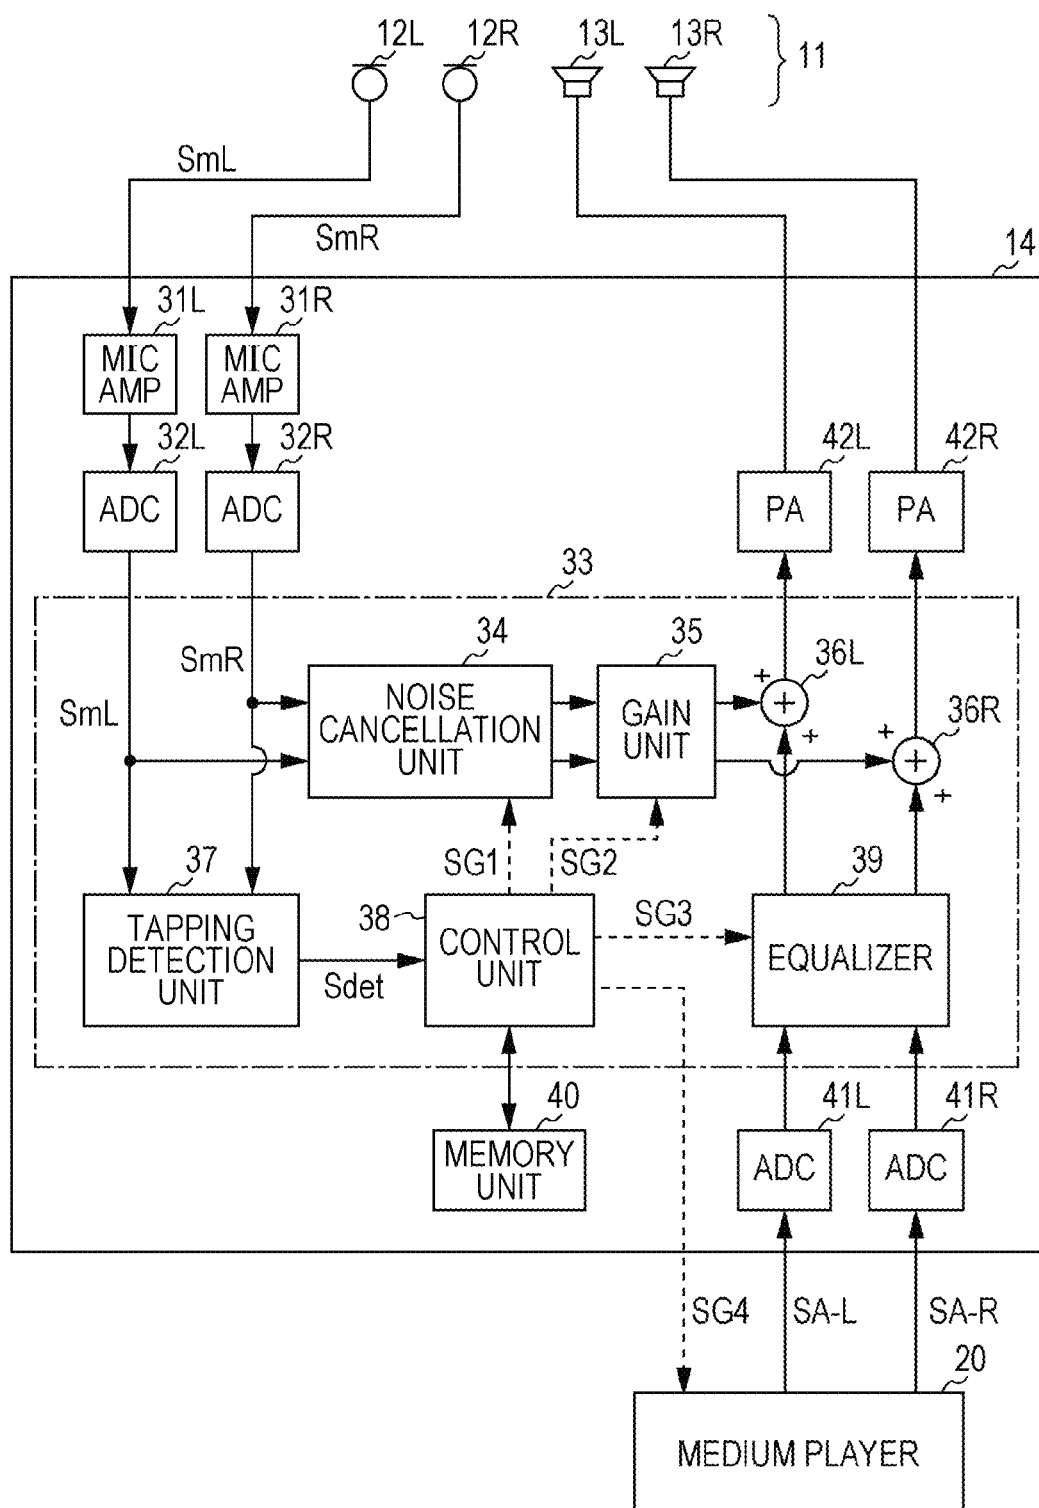 12L 12R 13L 13R 11
SmL
SmR
14
31L 31R
MIC
AMP
MIC
AMP
32L 32R
ADC
ADC
42L 42R
PA
PA
33
SmR
34
35
36L
SmL
NOISE
CANCELLATION
UNIT
GAIN
UNIT
+
+
+
36R
+
+
+
SG1
SG2
37
38
39
TAPPING
DETECTION
UNIT
Sdet
CONTROL
UNIT
SG3
EQUALIZER
40
MEMORY
UNIT
41L 41R
ADC
ADC
SG4 SA-L SA-R
20
MEDIUM PLAYER